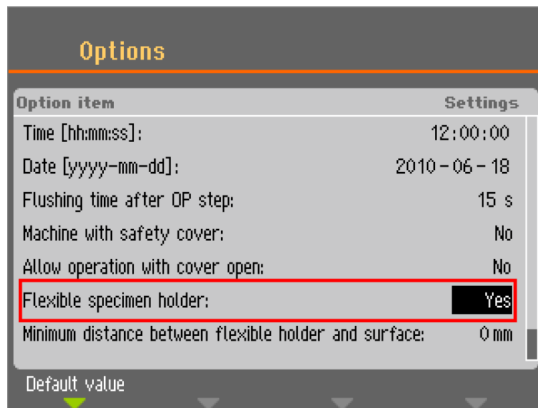 Options
Option item Settings
Time [hh:mm:ss]: 12:00:00
Date [yyyy-mm-dd]: 2010-06-18
Flushing time after OP step: 15 s
Machine with safety cover: No
Allow operation with cover open: No
Flexible specimen holder: Yes
Minimum distance between flexible holder and surface: 0 mm
Default value